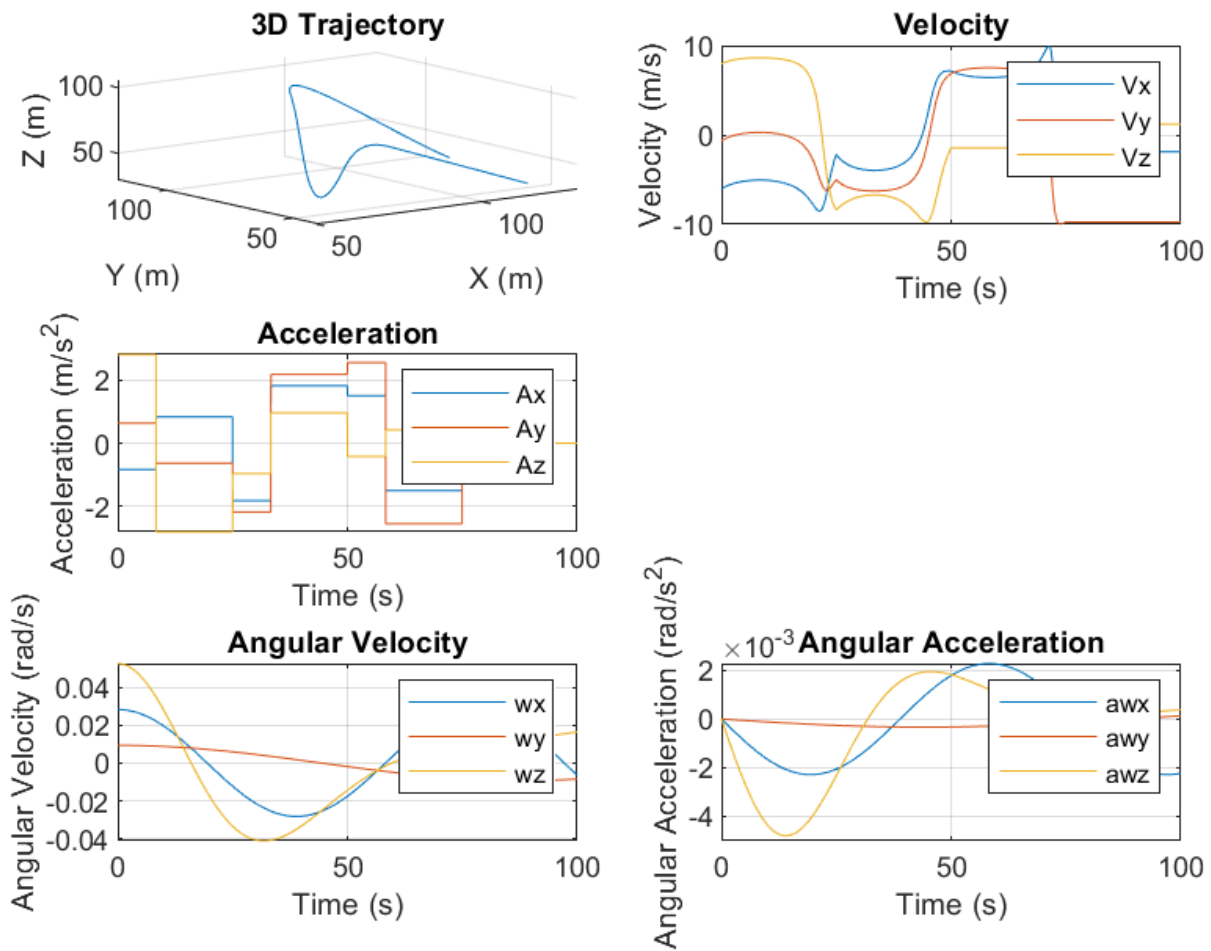 3D Trajectory
Z (m)
100
50
100
50
Y (m)
50
100
X (m)
Velocity
Velocity (m/s)
10
0
-10
0
50
100
Time (s)
Vx
Vy
Vz
Acceleration
Acceleration (m/s²)
2
0
-2
0
50
100
Time (s)
Ax
Ay
Az
Angular Velocity
Angular Velocity (rad/s)
0.04
0.02
0
-0.02
-0.04
0
50
100
Time (s)
wx
wy
wz
×10⁻³ Angular Acceleration
Angular Acceleration (rad/s²)
2
0
-2
-4
0
50
100
Time (s)
awx
awy
awz